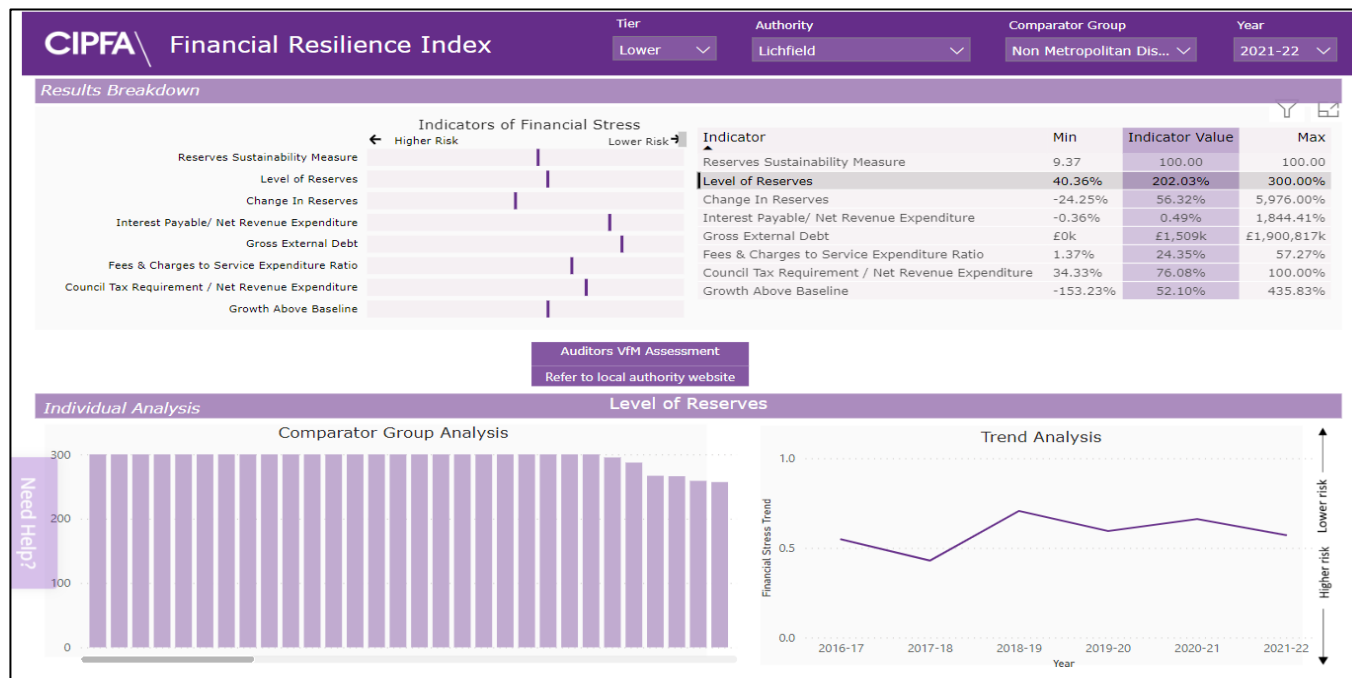 CIPFA\ Financial Resilience Index
Tier
Lower
Authority
Lichfield
Comparator Group
Non Metropolitan Dis...
Year
2021-22
Results Breakdown
Indicators of Financial Stress
Higher Risk
Lower Risk
Reserves Sustainability Measure
Level of Reserves
Change In Reserves
Interest Payable/ Net Revenue Expenditure
Gross External Debt
Fees & Charges to Service Expenditure Ratio
Council Tax Requirement / Net Revenue Expenditure
Growth Above Baseline
Indicator Min Indicator Value Max
Reserves Sustainability Measure 9.37 100.00 100.00
Level of Reserves 40.36% 202.03% 300.00%
Change In Reserves -24.25% 56.32% 5,976.00%
Interest Payable/ Net Revenue Expenditure -0.36% 0.49% 1,844.41%
Gross External Debt £0k £1,509k £1,900,817k
Fees & Charges to Service Expenditure Ratio 1.37% 24.35% 57.27%
Council Tax Requirement / Net Revenue Expenditure 34.33% 76.08% 100.00%
Growth Above Baseline -153.23% 52.10% 435.83%
Auditors VfM Assessment
Refer to local authority website
Individual Analysis
Level of Reserves
Comparator Group Analysis
300
200
100
0
Need Help?
Trend Analysis
1.0
0.5
0.0
Financial Stress Trend
2016-17 2017-18 2018-19 2019-20 2020-21 2021-22
Year
Lower risk
Higher risk